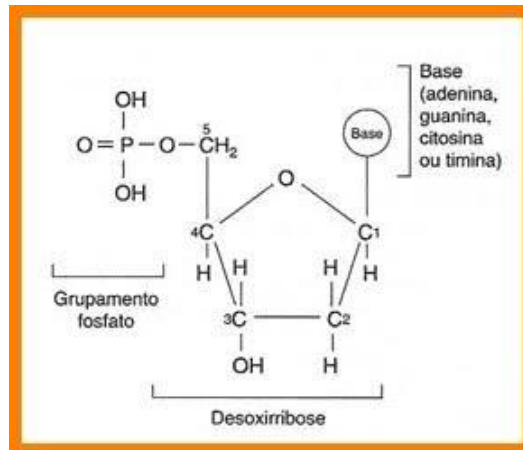 OH
O=P-O-CH2
5
OH
Base
Base
(adenina,
guanina,
citosina
ou timina)
O
4C
C1
H
H
H
H
3C
C2
OH
H
Grupamento
fosfato
Desoxirribose